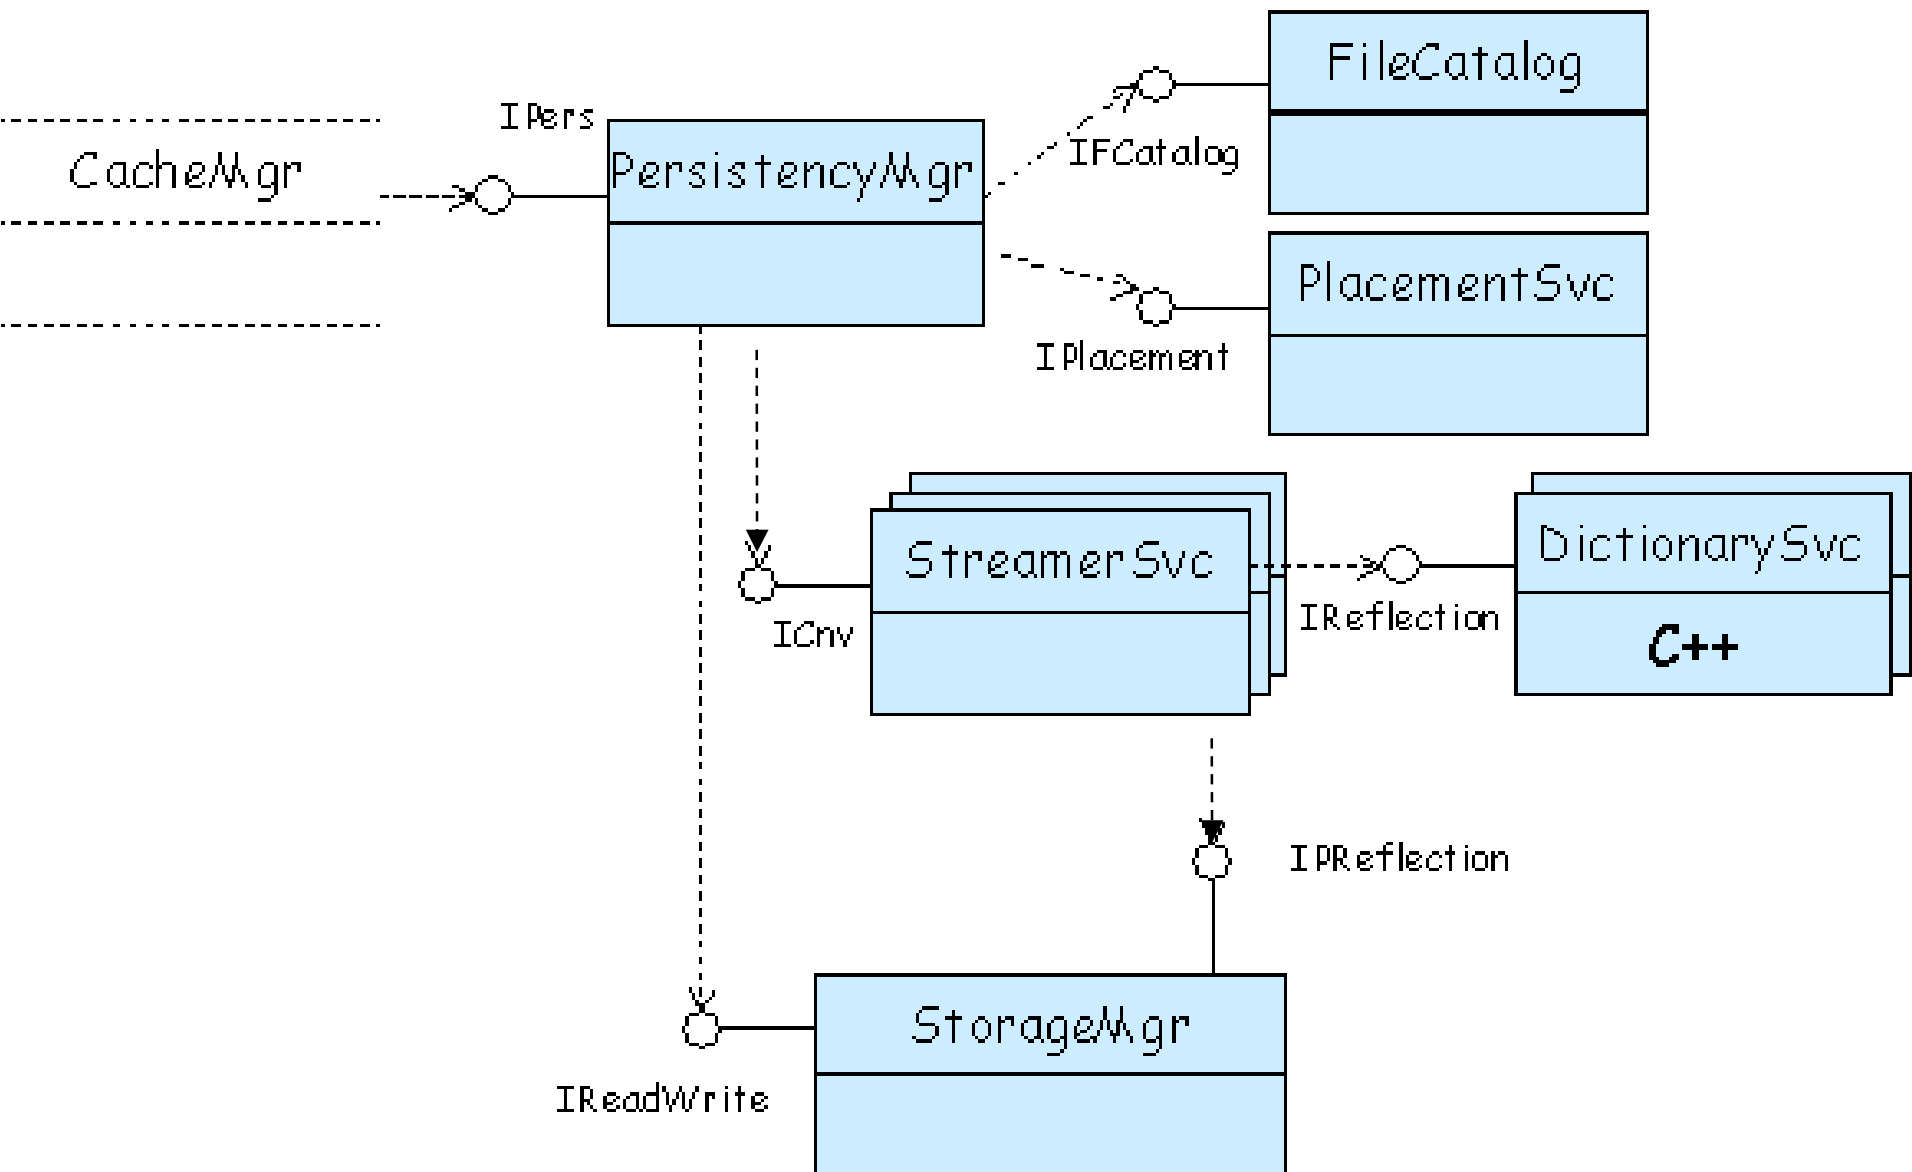 FileCatalog
IPers
CacheMgr
PersistencyMgr
IFCatalog
PlacementSvc
IPlacement
StreamerSvc
DictionarySvc
ICnv
IReflection
C++
IPReflection
StorageMgr
IReadWrite